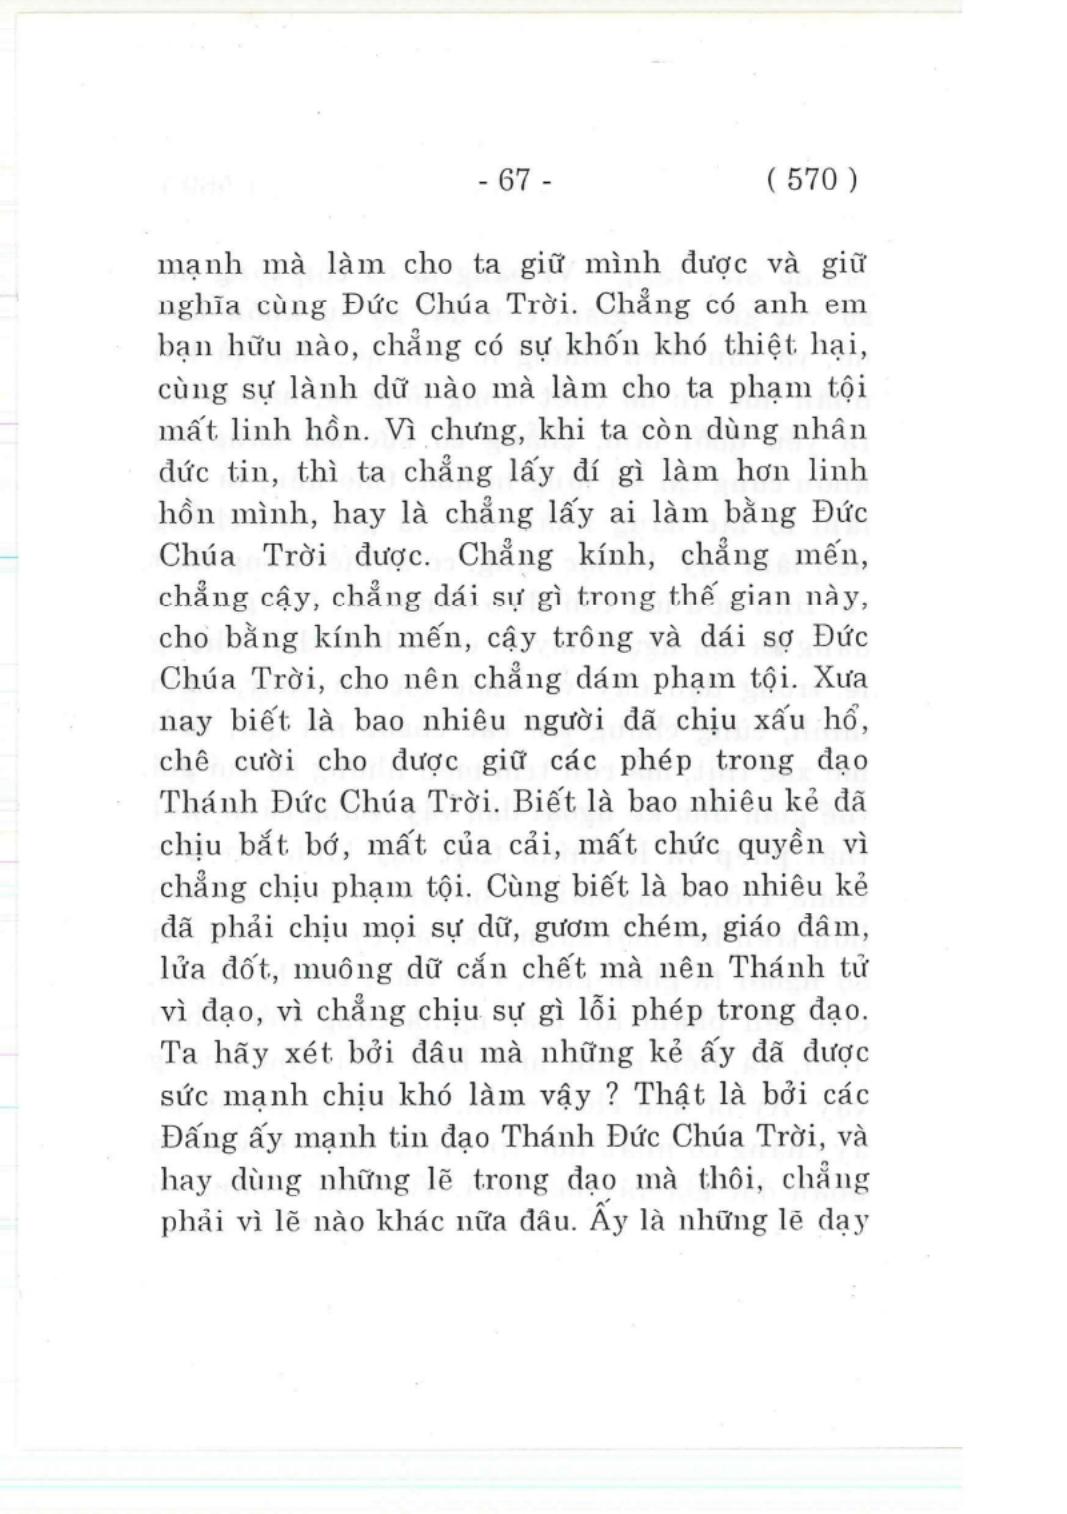 - 67 - ( 570 )
mạnh mà làm cho ta giữ mình được và giữ
nghĩa cùng Đức Chúa Trời. Chẳng có anh em
bạn hữu nào, chẳng có sự khốn khó thiệt hại,
cùng sự lành dữ nào mà làm cho ta phạm tội
mất linh hồn. Vì chưng, khi ta còn dùng nhân
đức tin, thì ta chẳng lấy đí gì làm hơn linh
hồn mình, hay là chẳng lấy ai làm bằng Đức
Chúa Trời được. Chẳng kính, chẳng mến,
chẳng cậy, chẳng dái sự gì trong thế gian này,
cho bằng kính mến, cậy trông và dái sợ Đức
Chúa Trời, cho nên chẳng dám phạm tội. Xưa
nay biết là bao nhiêu người đã chịu xấu hổ,
chê cười cho được giữ các phép trong đạo
Thánh Đức Chúa Trời. Biết là bao nhiêu kẻ đã
chịu bắt bớ, mất của cải, mất chức quyền vì
chẳng chịu phạm tội. Cùng biết là bao nhiêu kẻ
đã phải chịu mọi sự dữ, gươm chém, giáo đâm,
lửa đốt, muông dữ cắn chết mà nên Thánh tử
vì đạo, vì chẳng chịu sự gì lỗi phép trong đạo.
Ta hãy xét bởi đâu mà những kẻ ấy đã được
sức mạnh chịu khó làm vậy ? Thật là bởi các
Đấng ấy mạnh tin đạo Thánh Đức Chúa Trời, và
hay dùng những lẽ trong đạo mà thôi, chẳng
phải vì lẽ nào khác nữa đâu. Ấy là những lẽ dạy